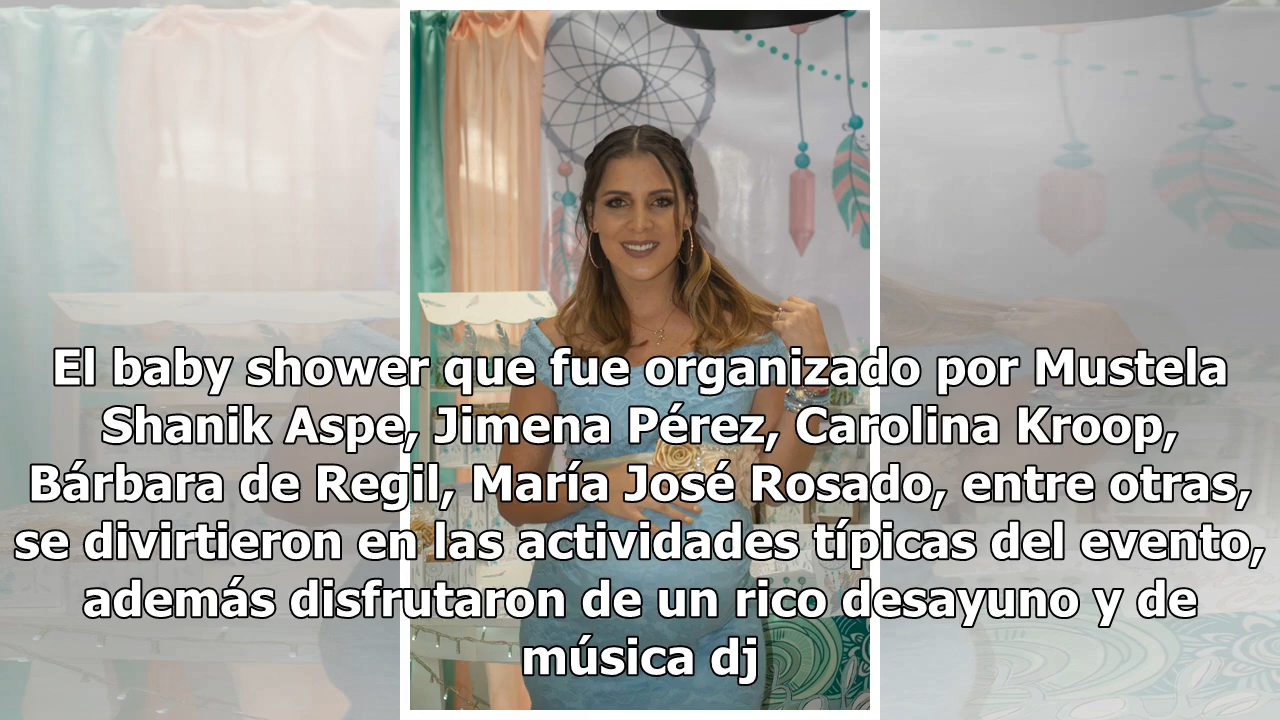 El baby shower que fue organizado por Mustela
Shanik Aspe, Jimena Pérez, Carolina Kroop,
Bárbara de Regil, María José Rosado, entre otras,
se divirtieron en las actividades típicas del evento,
además disfrutaron de un rico desayuno y de
música dj